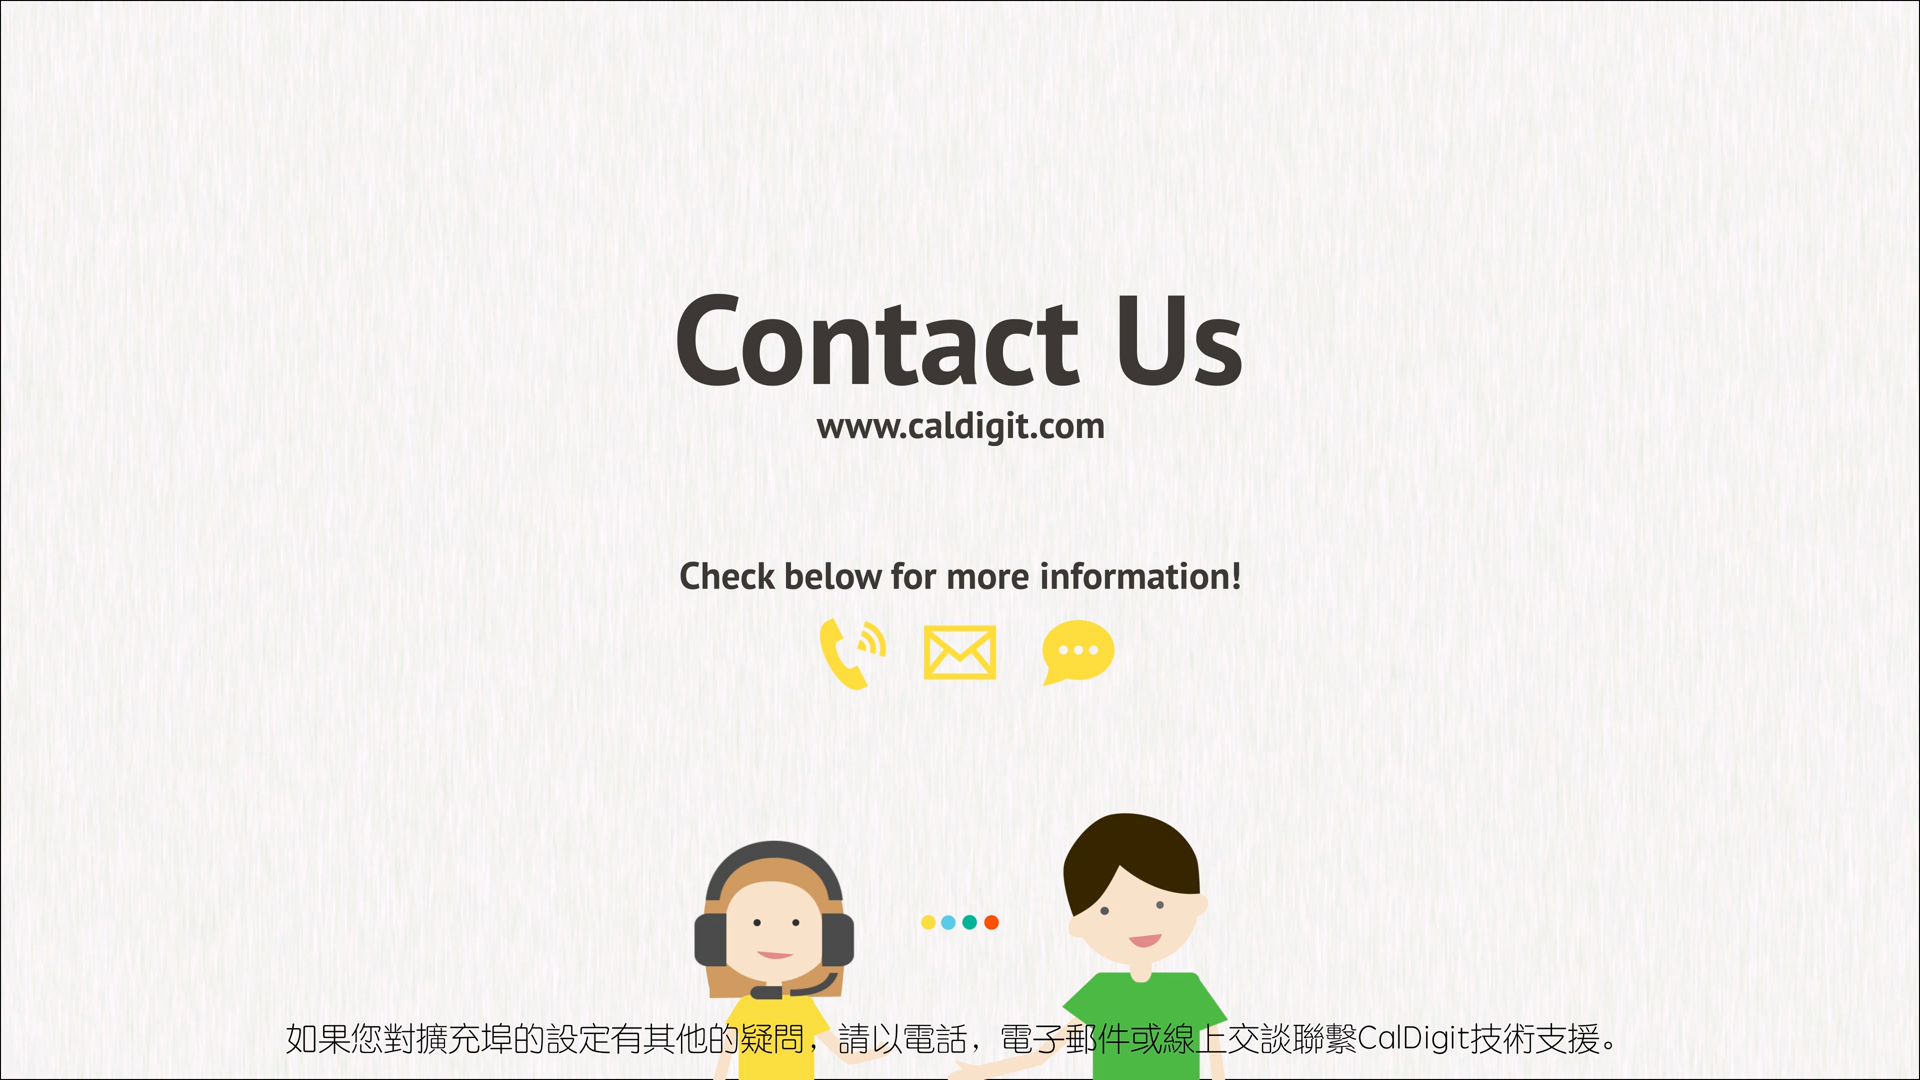 Contact Us
www.caldigit.com
Check below for more information!
如果您對擴充埠的設定有其他的疑問，請以電話，電子郵件或線上交談聯繫CalDigit技術支援。